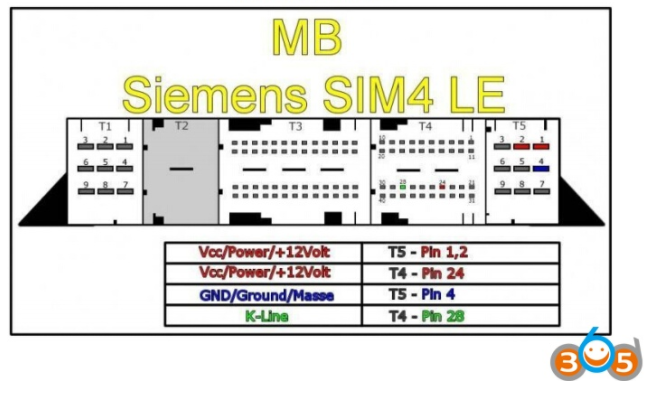 MB
Siemens SIM4 LE
T1 T2 T3 T4 T5
3 2 1
6 5 4
9 8 7
10 1
20 11
30 28 24 21
40 31
3 2 1
6 5 4
9 8 7
Vcc/Power/+12Volt T5 - Pin 1,2
Vcc/Power/+12Volt T4 - Pin 24
GND/Ground/Masse T5 - Pin 4
K-Line T4 - Pin 28
365d